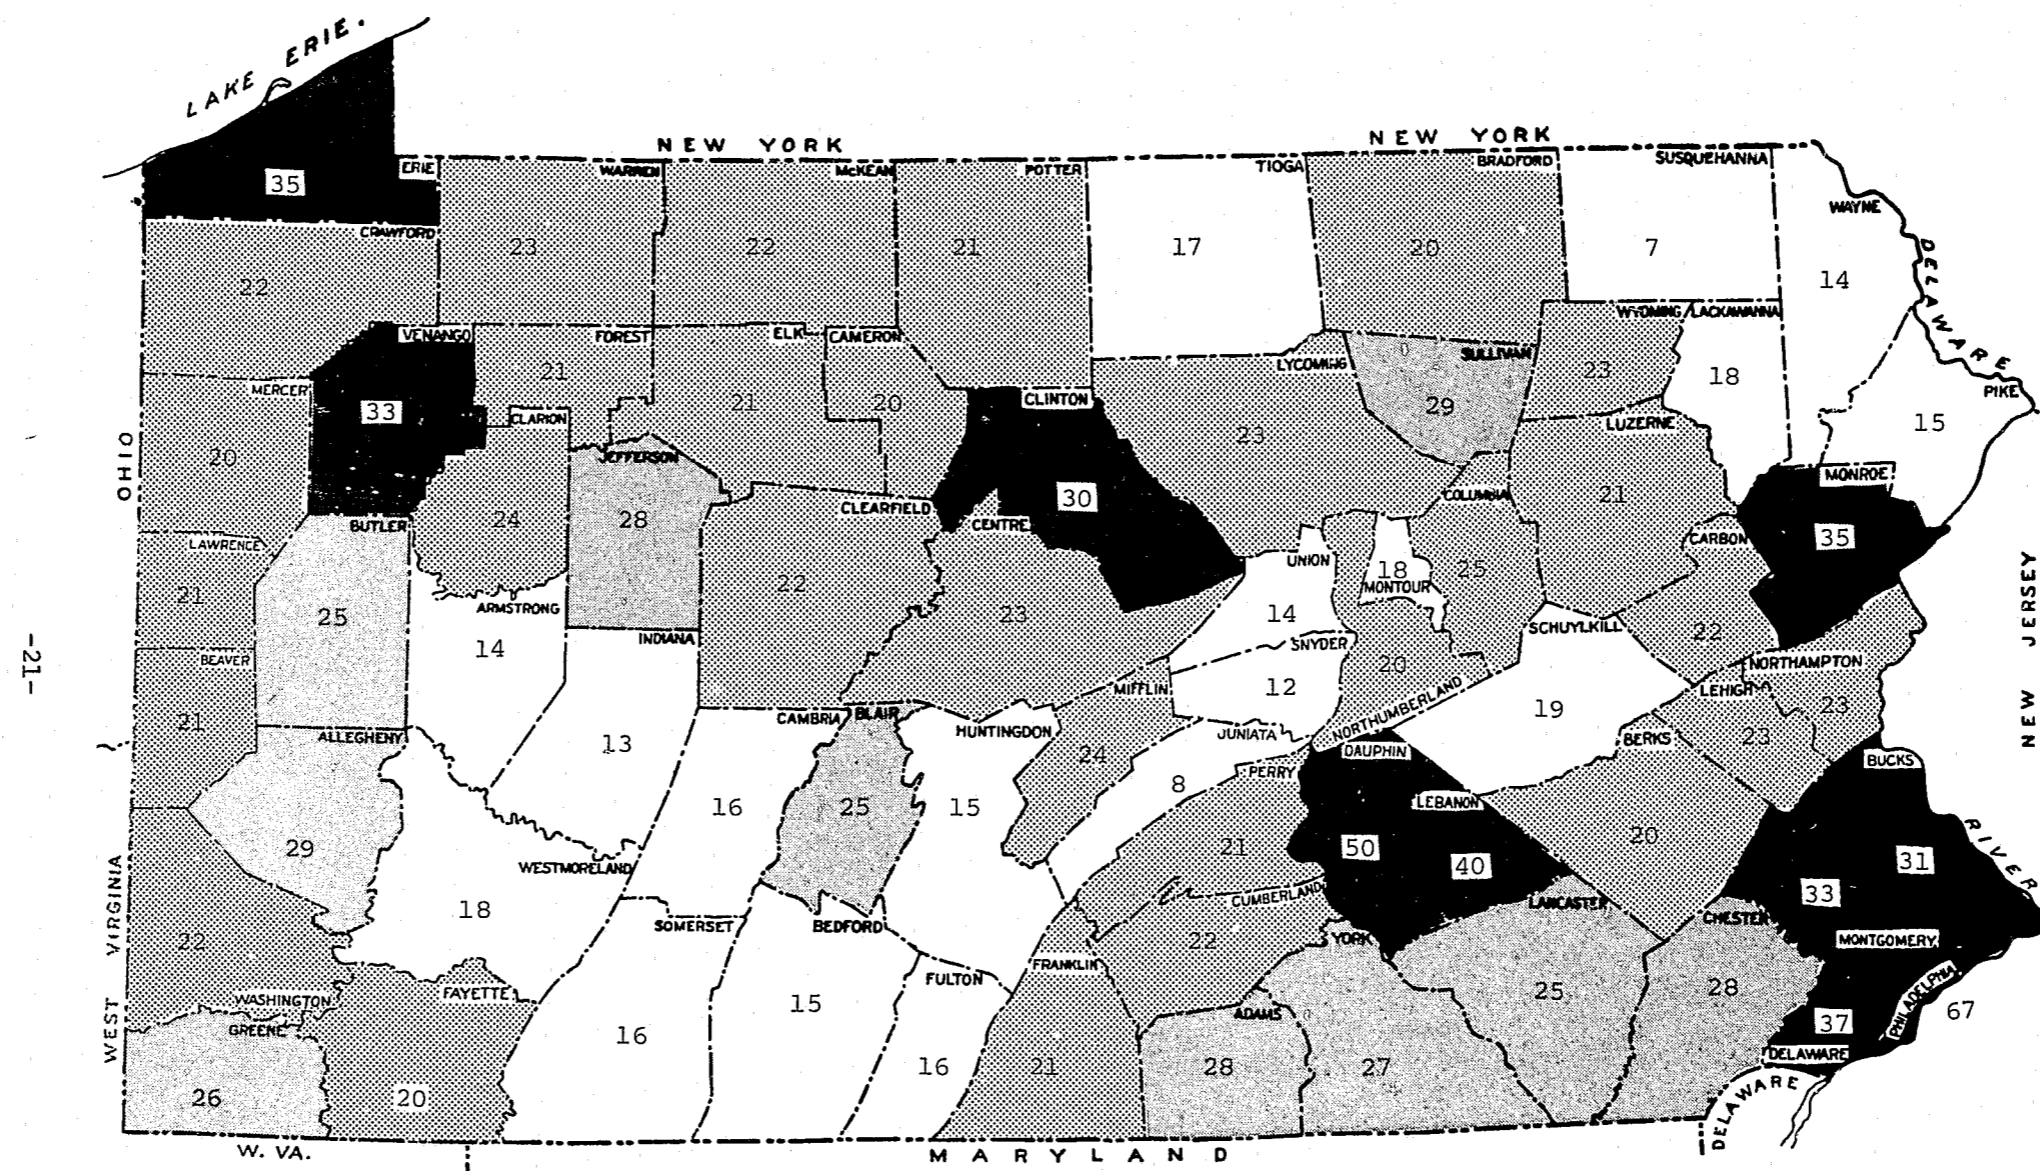 LAKE ERIE.
NEW YORK
NEW YORK
ERIE
WARREN
McKEAN
POTTER
TIOGA
BRADFORD
SUSQUEHANNA
35
WAYNE
CRAWFORD
23
22
21
17
20
7
14
22
DELAWARE
VENANGO
FOREST
ELK
CAMERON
LYCOMING
SULLIVAN
WYOMING
LACKAWANNA
MERCER
21
23
18
PIKE
33
CLARION
21
20
CLINTON
29
LUZERNE
15
OHIO
20
JEFFERSON
23
MONROE
BUTLER
24
28
CLEARFIELD
CENTRE
30
COLUMBIA
21
35
LAWRENCE
UNION
CARBON
NEW JERSEY
21
25
ARMSTRONG
22
23
18
MONTOUR
25
-21-
BEAVER
14
INDIANA
14
SNYDER
SCHUYLKILL
22
21
MIFFLIN
12
20
NORTHUMBERLAND
NORTHAMPTON
LEHIGH
ALLEGHENY
13
CAMBRIA
BLAIR
HUNTINGDON
JUNIATA
19
23
24
DAUPHIN
BERKS
23
BUCKS
8
PERRY
16
25
15
LEBANON
29
WESTMORELAND
21
50
40
20
31
RIVER
18
SOMERSET
BEDFORD
CUMBERLAND
LANCASTER
33
CHESTER
WEST VIRGINIA
22
22
YORK
MONTGOMERY
WASHINGTON
FAYETTE
FULTON
FRANKLIN
PHILADELPHIA
GREENE
15
ADAMS
25
28
67
16
37
26
20
16
21
28
27
DELAWARE
DELAWARE
W. VA.
MARYLAND